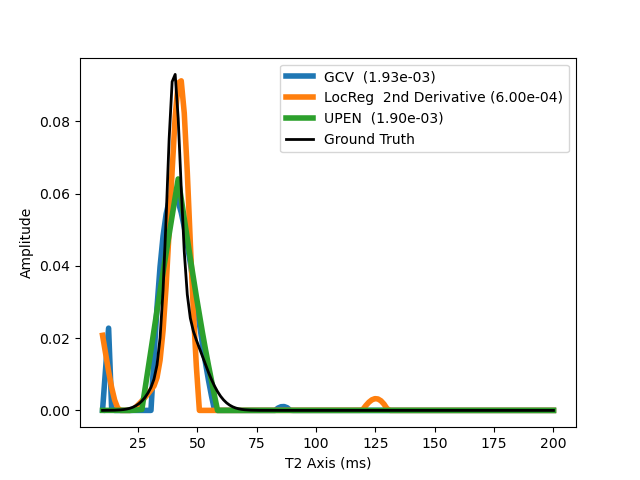 GCV  (1.93e-03)
LocReg  2nd Derivative (6.00e-04)
UPEN  (1.90e-03)
Ground Truth
0.08
0.06
0.04
0.02
0.00
Amplitude
25 50 75 100 125 150 175 200
T2 Axis (ms)